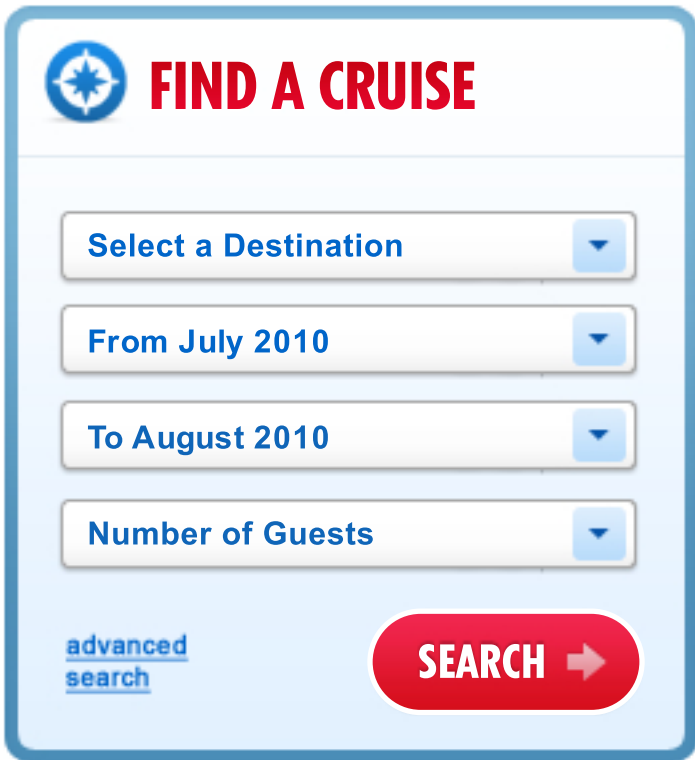 FIND A CRUISE
Select a Destination
From July 2010
To August 2010
Number of Guests
advanced
search
SEARCH